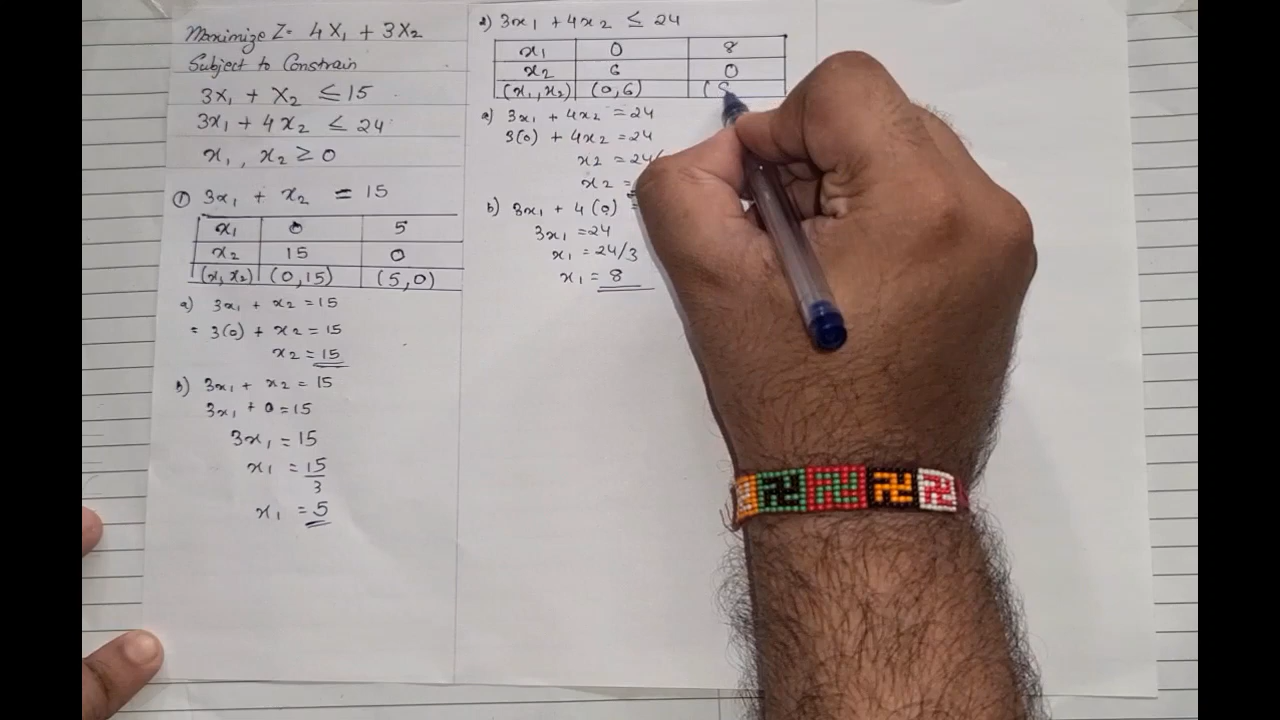 Maximize Z= 4X₁ + 3X₂
Subject to Constrain
3X₁ + X₂ ≤ 15
3x₁ + 4x₂ ≤ 24
x₁, x₂ ≥ 0
① 3x₁ + x₂ = 15
x₁ 0 5
x₂ 15 0
(x₁ x₂) (0,15) (5,0)
a) 3x₁ + x₂ = 15
= 3(0) + x₂ = 15
x₂ = 15
b) 3x₁ + x₂ = 15
3x₁ + 0 = 15
3x₁ = 15
x₁ = 15/3
x₁ = 5
2) 3x₁ + 4x₂ ≤ 24
x₁ 0 8
x₂ 6 0
(x₁, x₂) (0,6) (8
a) 3x₁ + 4x₂ = 24
3(0) + 4x₂ = 24
x₂ = 24/
x₂ =
b) 3x₁ + 4(0) =
3x₁ = 24
x₁ = 24/3
x₁ = 8